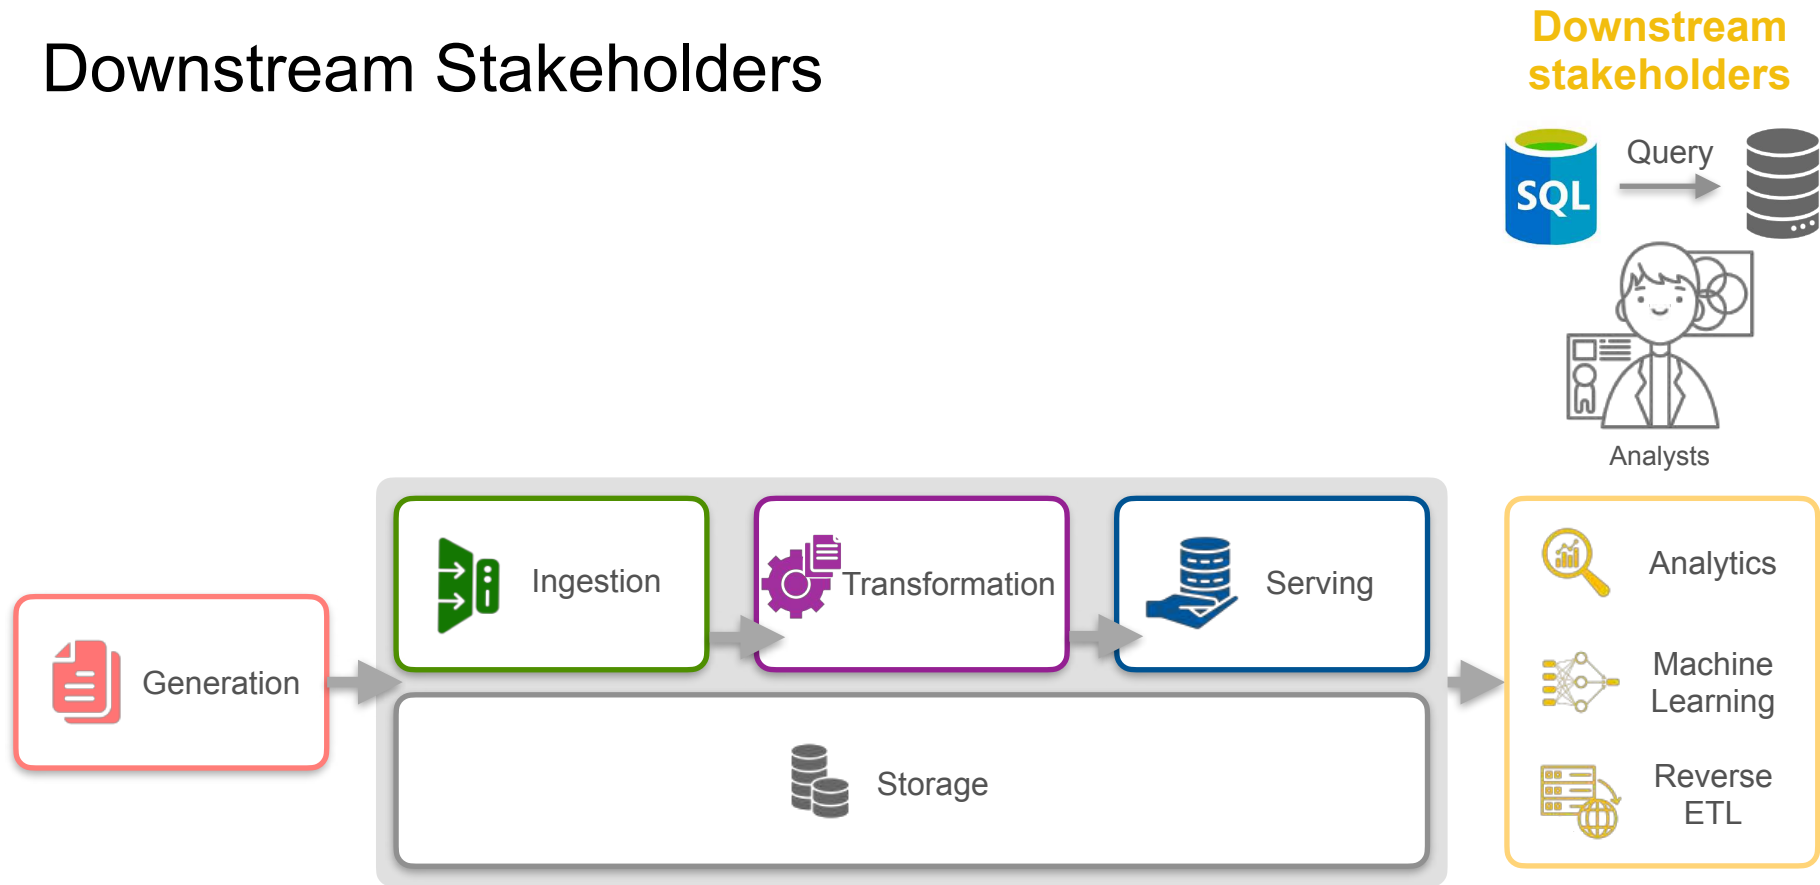 Downstream Stakeholders
Downstream
stakeholders
SQL
Query
Analysts
Generation
Ingestion
Transformation
Serving
Storage
Analytics
Machine
Learning
Reverse
ETL